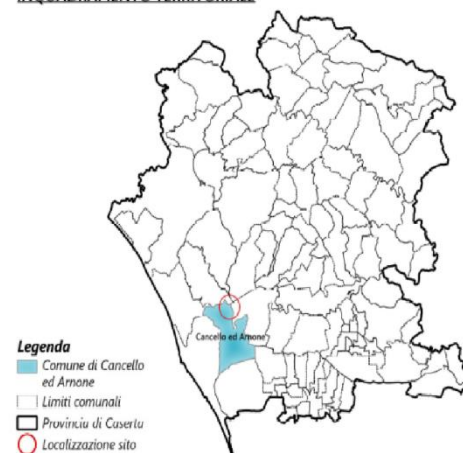 Cancello ed Arnone
Legenda
Comune di Cancello
ed Arnone
Limiti comunali
Provincia di Caserta
Localizzazione sito